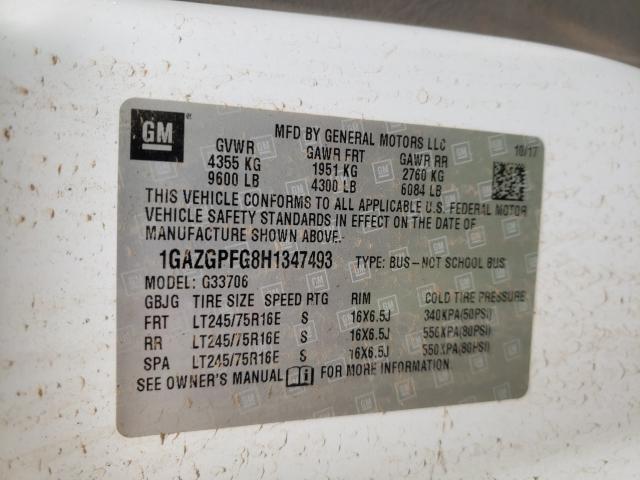 GM
MFD BY GENERAL MOTORS LLC 10/17
GVWR GAWR FRT GAWR RR
4355 KG 1951 KG 2760 KG
9600 LB 4300 LB 6084 LB
THIS VEHICLE CONFORMS TO ALL APPLICABLE U.S. FEDERAL MOTOR
VEHICLE SAFETY STANDARDS IN EFFECT ON THE DATE OF
MANUFACTURE SHOWN ABOVE.-
1GAZGPFG8H1347493 TYPE: BUS-NOT SCHOOL BUS
MODEL: G33706
GBJG TIRE SIZE SPEED RTG RIM COLD TIRE PRESSURE
FRT LT245/75R16E S 16X6.5J 340KPA(50PSI)
RR LT245/75R16E S 16X6.5J 550KPA(80PSI)
SPA LT245/75R16E S 16X6.5J 550KPA(80PSI)
SEE OWNER'S MANUAL FOR MORE INFORMATION.